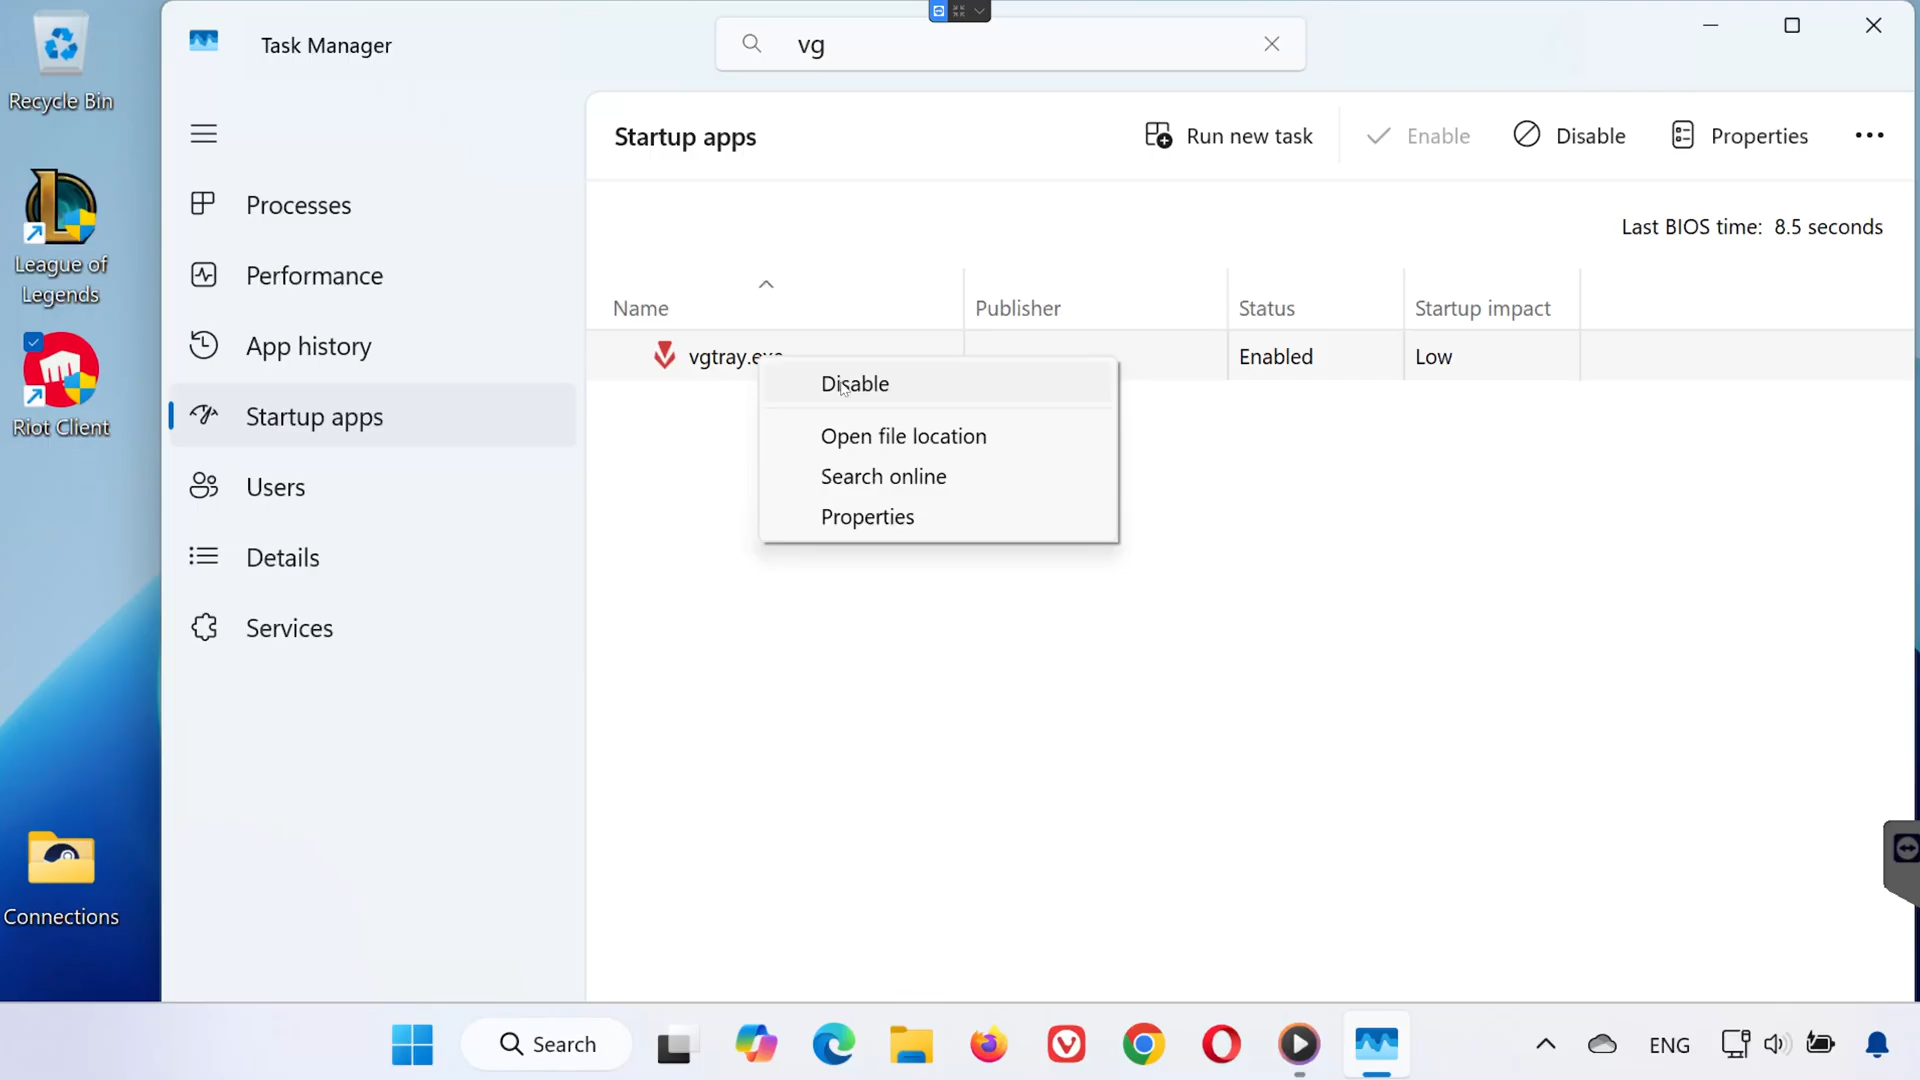 Recycle Bin
League of
Legends
Riot Client
Connections
Task Manager
vg
Processes
Performance
App history
Startup apps
Users
Details
Services
Startup apps
Run new task
Enable
Disable
Properties
Last BIOS time: 8.5 seconds
Name
Publisher
Status
Startup impact
vgtray.exe
Enabled
Low
Disable
Open file location
Search online
Properties
Search
ENG